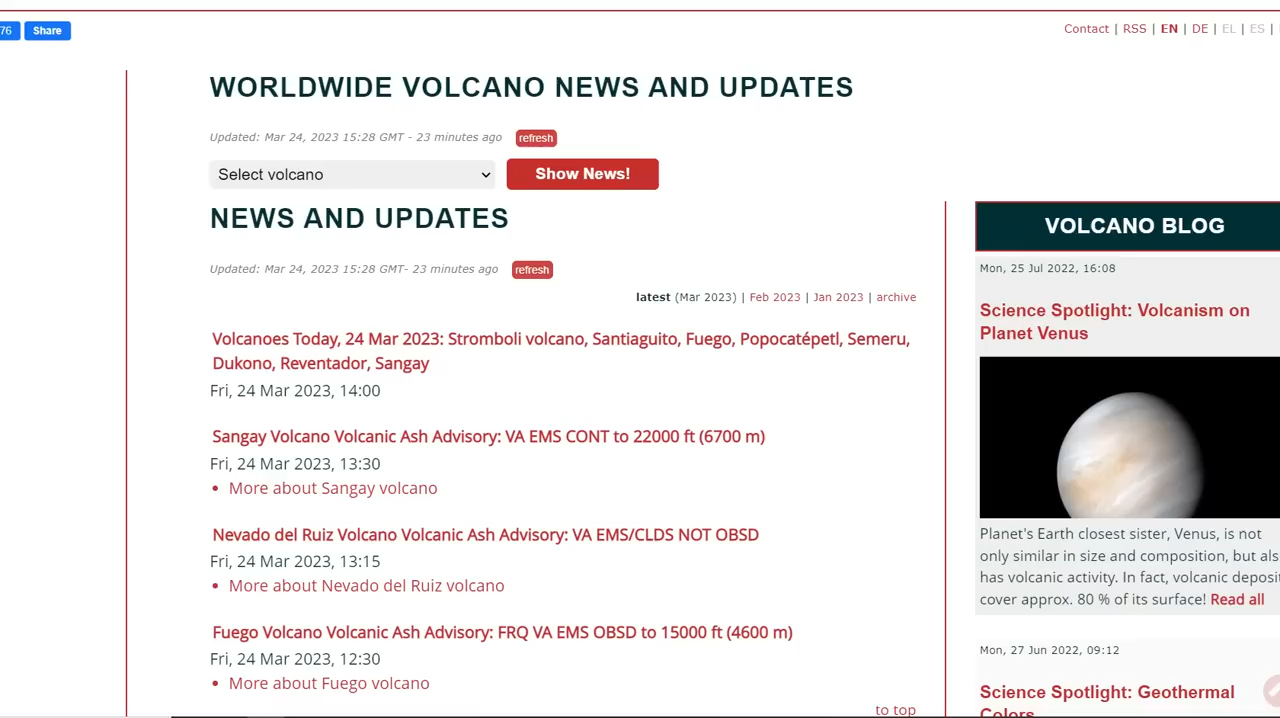 76 Share
Contact | RSS | EN | DE | EL | ES |
WORLDWIDE VOLCANO NEWS AND UPDATES
Updated: Mar 24, 2023 15:28 GMT - 23 minutes ago refresh
Select volcano Show News!
NEWS AND UPDATES
Updated: Mar 24, 2023 15:28 GMT- 23 minutes ago refresh
latest (Mar 2023) | Feb 2023 | Jan 2023 | archive
Volcanoes Today, 24 Mar 2023: Stromboli volcano, Santiaguito, Fuego, Popocatépetl, Semeru,
Dukono, Reventador, Sangay
Fri, 24 Mar 2023, 14:00
Sangay Volcano Volcanic Ash Advisory: VA EMS CONT to 22000 ft (6700 m)
Fri, 24 Mar 2023, 13:30
• More about Sangay volcano
Nevado del Ruiz Volcano Volcanic Ash Advisory: VA EMS/CLDS NOT OBSD
Fri, 24 Mar 2023, 13:15
• More about Nevado del Ruiz volcano
Fuego Volcano Volcanic Ash Advisory: FRQ VA EMS OBSD to 15000 ft (4600 m)
Fri, 24 Mar 2023, 12:30
• More about Fuego volcano
to top
VOLCANO BLOG
Mon, 25 Jul 2022, 16:08
Science Spotlight: Volcanism on
Planet Venus
Planet's Earth closest sister, Venus, is not
only similar in size and composition, but als
has volcanic activity. In fact, volcanic deposit
cover approx. 80 % of its surface! Read all
Mon, 27 Jun 2022, 09:12
Science Spotlight: Geothermal
Colors